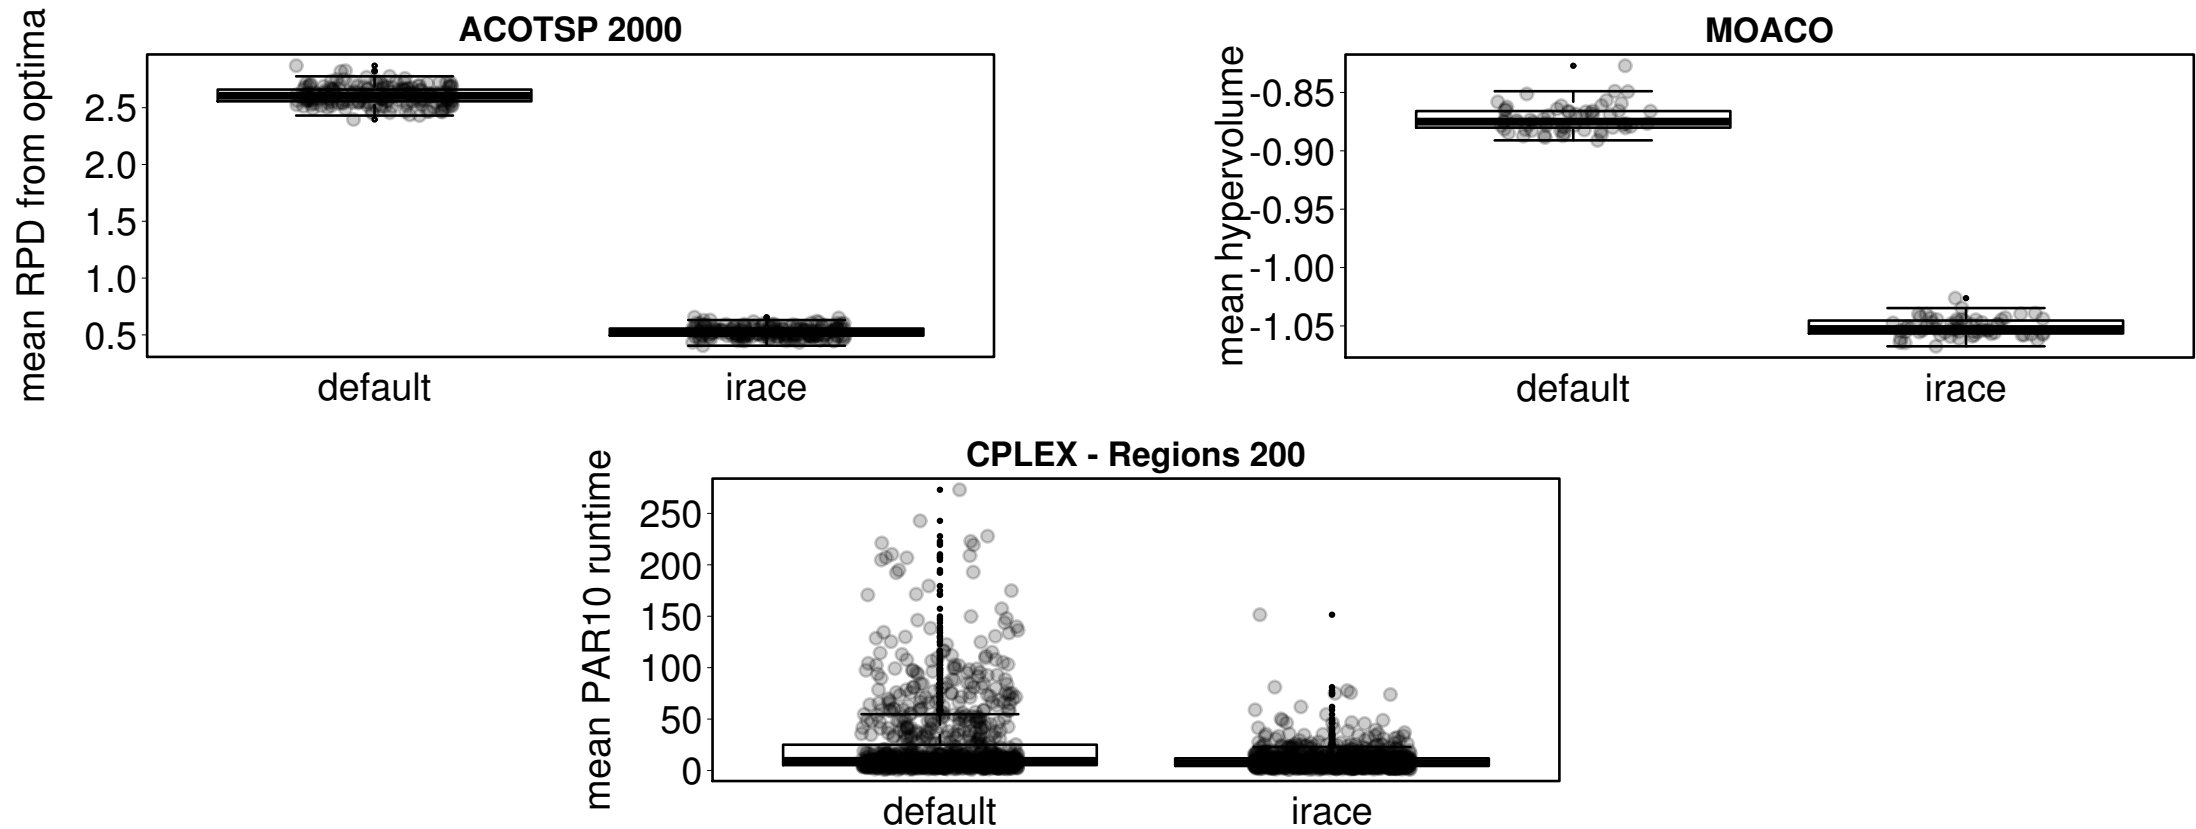 ACOTSP 2000
mean RPD from optima
2.5
2.0
1.5
1.0
0.5
default irace
MOACO
mean hypervolume
-0.85
-0.90
-0.95
-1.00
-1.05
default irace
CPLEX - Regions 200
mean PAR10 runtime
250
200
150
100
50
0
default irace